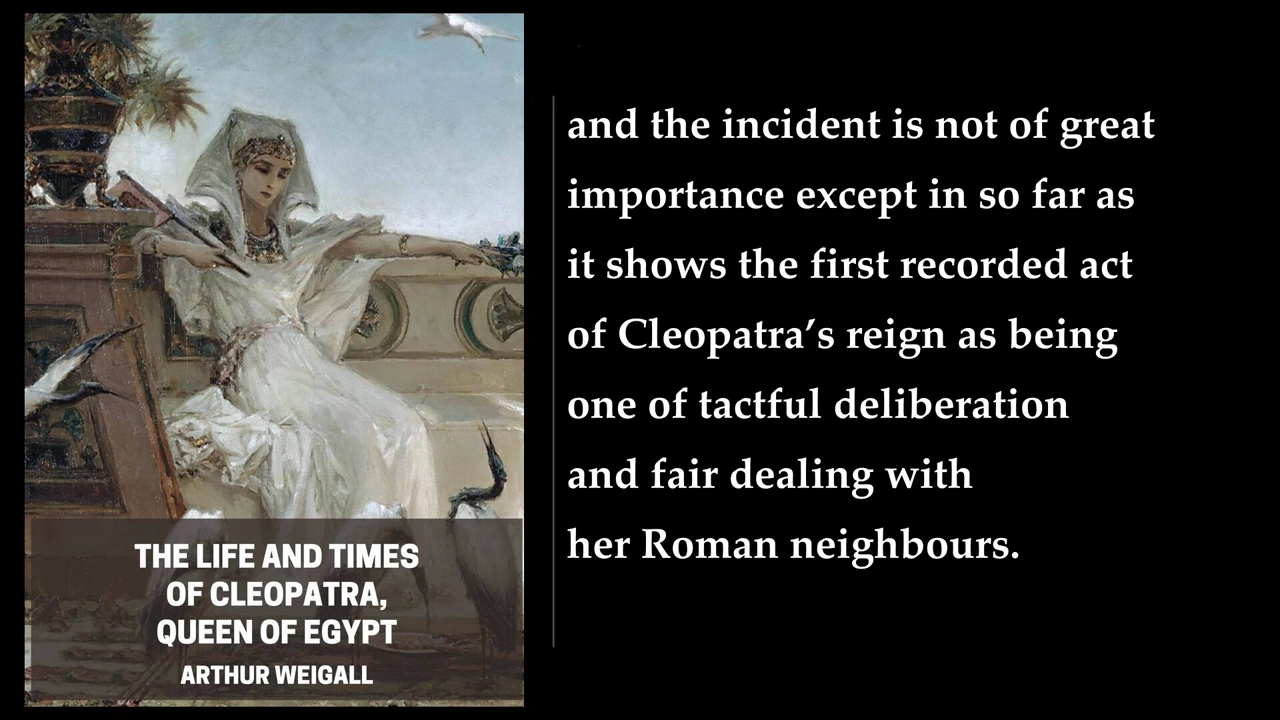 and the incident is not of great
importance except in so far as
it shows the first recorded act
of Cleopatra’s reign as being
one of tactful deliberation
and fair dealing with
her Roman neighbours.
THE LIFE AND TIMES
OF CLEOPATRA,
QUEEN OF EGYPT
ARTHUR WEIGALL